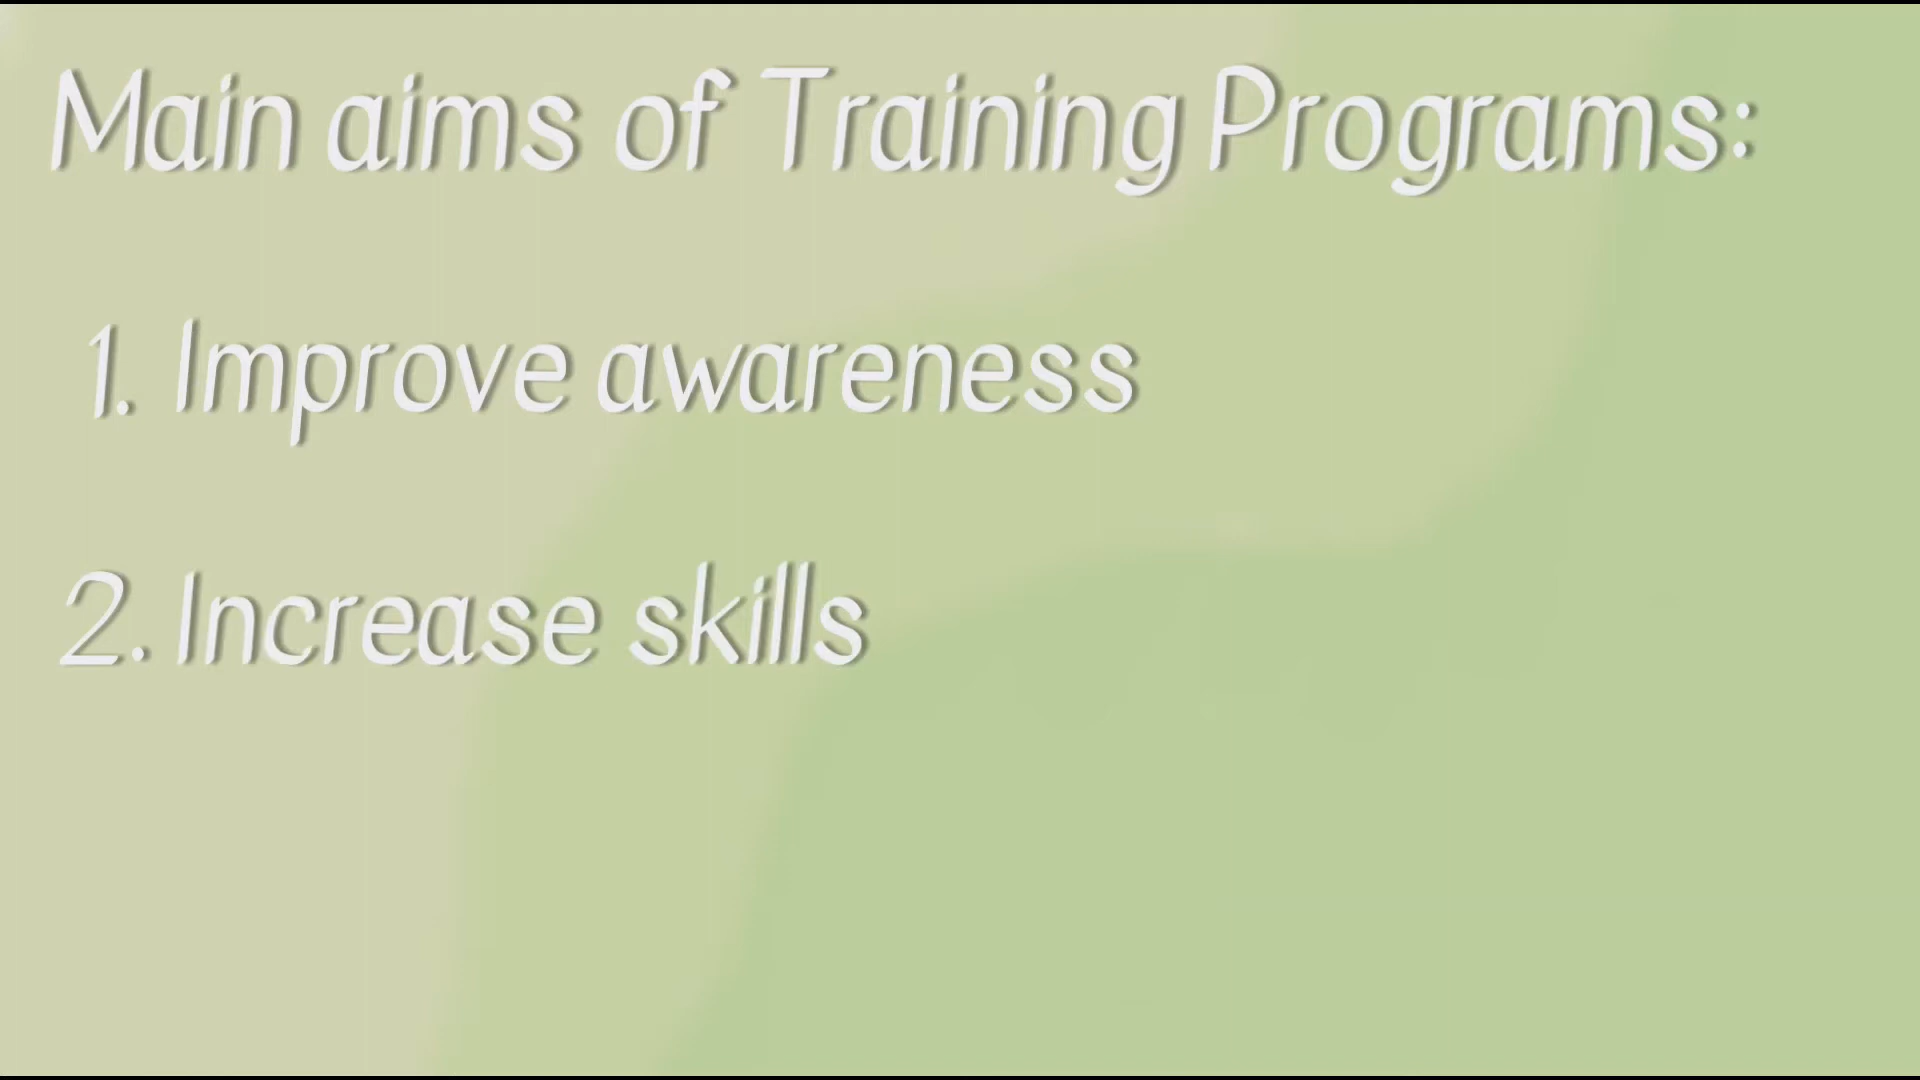 Main aims of Training Programs:
1. Improve awareness
2. Increase skills